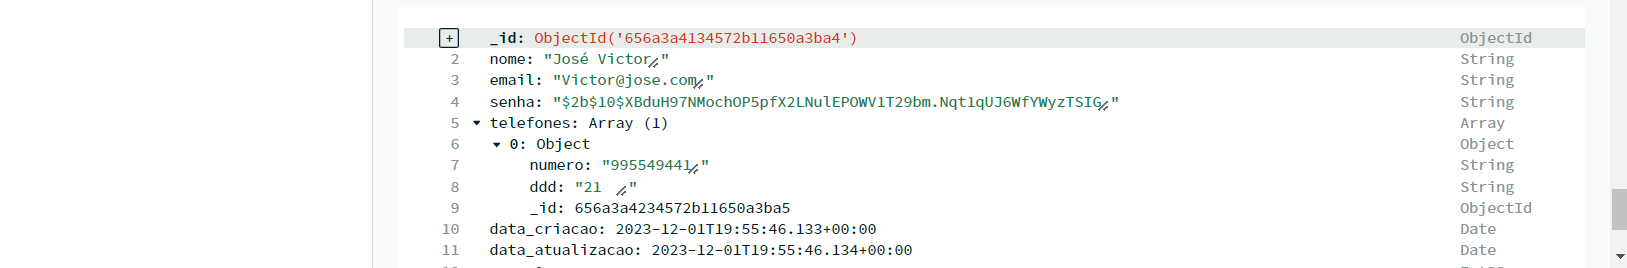 _id: ObjectId('656a3a4134572b11650a3ba4') ObjectId
2 nome: "José Victor" String
3 email: "Victor@jose.com" String
4 senha: "$2b$10$XBduH97NMochOP5pfX2LNulEPOWV1T29bm.Nqt1qUJ6WfYWyzTSIG" String
5 telefones: Array (1) Array
6 0: Object Object
7 numero: "995549441" String
8 ddd: "21" String
9 _id: 656a3a4234572b11650a3ba5 ObjectId
10 data_criacao: 2023-12-01T19:55:46.133+00:00 Date
11 data_atualizacao: 2023-12-01T19:55:46.134+00:00 Date